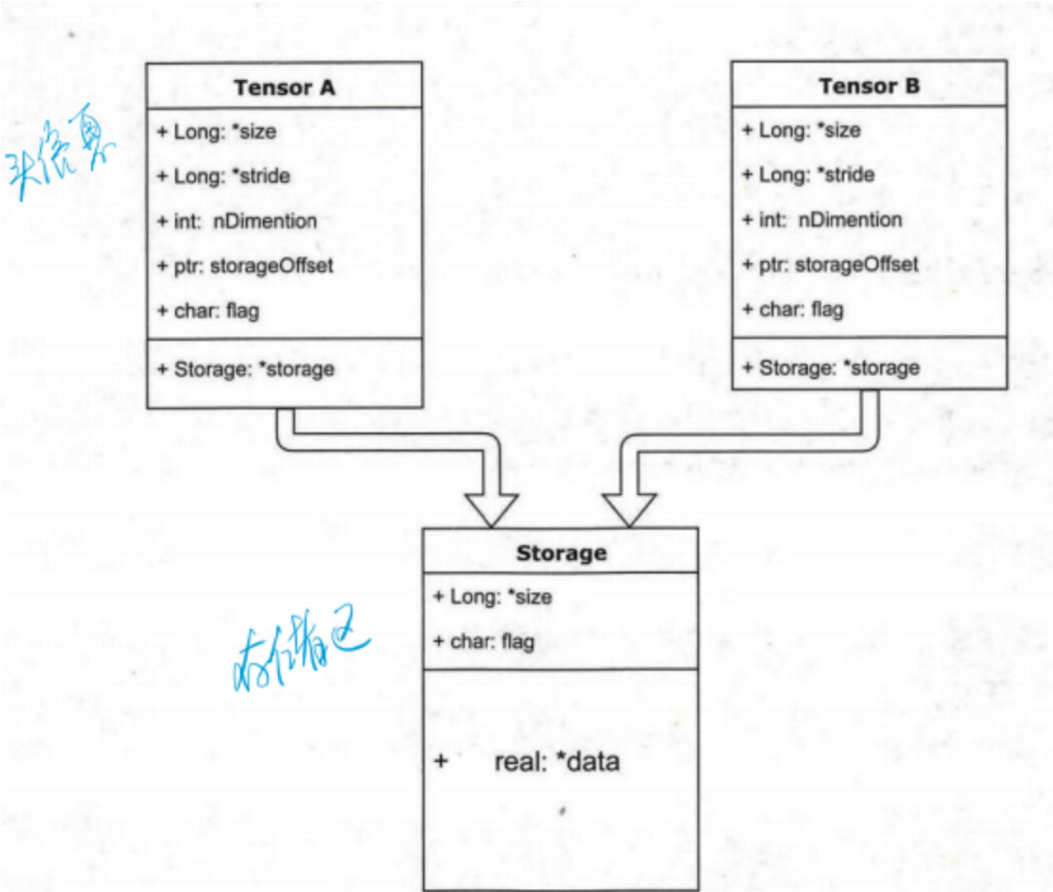 Tensor A
+ Long: *size
+ Long: *stride
+ int: nDimention
+ ptr: storageOffset
+ char: flag
+ Storage: *storage
Tensor B
+ Long: *size
+ Long: *stride
+ int: nDimention
+ ptr: storageOffset
+ char: flag
+ Storage: *storage
头信息
Storage
+ Long: *size
+ char: flag
+ real: *data
存储区